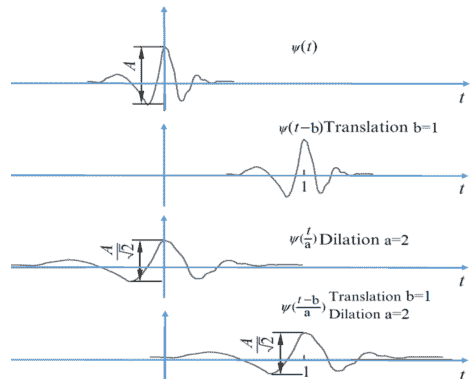 A
ψ(t)
t
ψ(t−b)Translation b=1
1
t
A/√2
ψ(t/a) Dilation a=2
t
ψ((t−b)/a) Translation b=1
Dilation a=2
A/√2
1
t